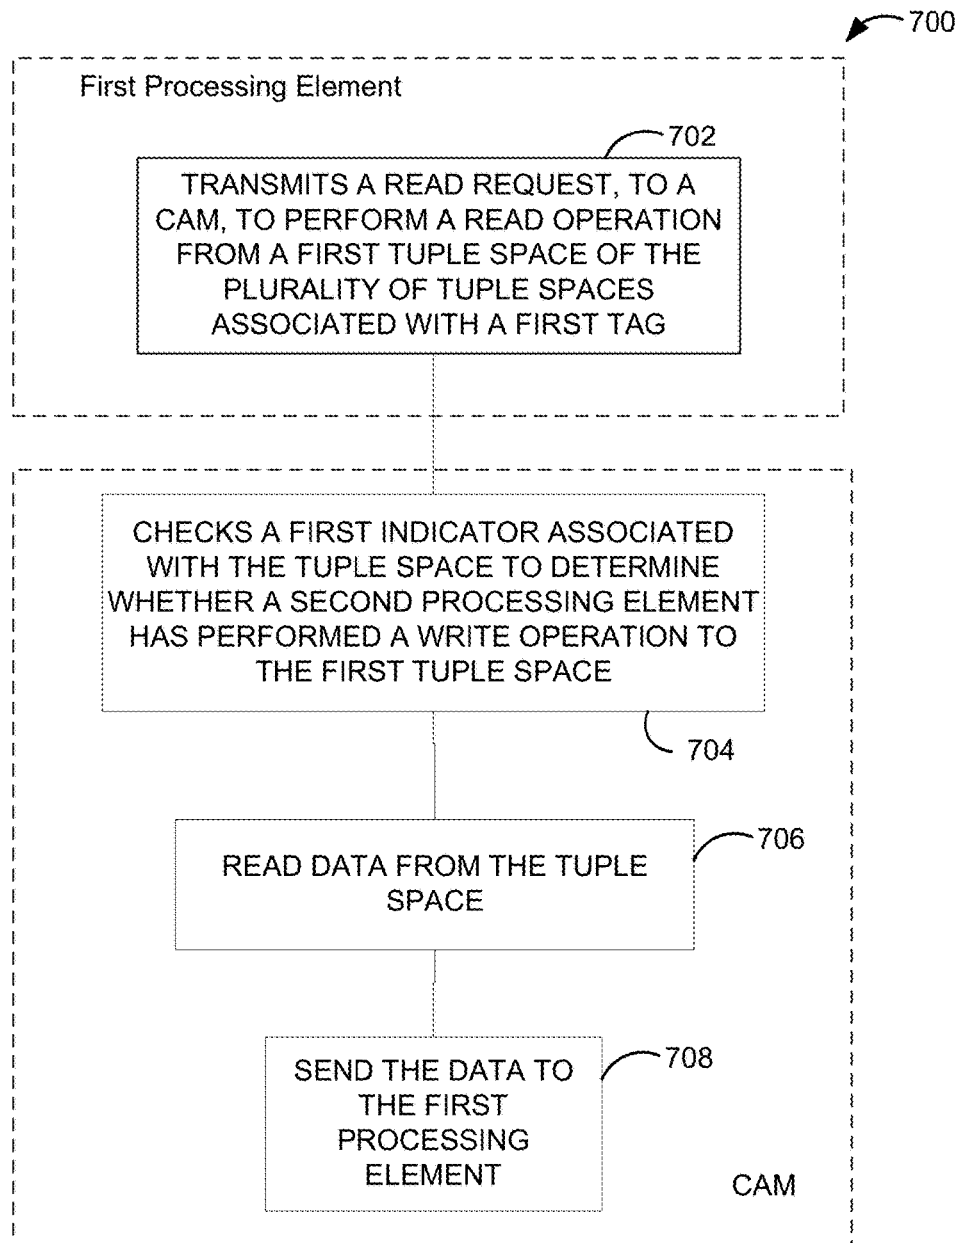 700
First Processing Element
702
TRANSMITS A READ REQUEST, TO A
CAM, TO PERFORM A READ OPERATION
FROM A FIRST TUPLE SPACE OF THE
PLURALITY OF TUPLE SPACES
ASSOCIATED WITH A FIRST TAG
CHECKS A FIRST INDICATOR ASSOCIATED
WITH THE TUPLE SPACE TO DETERMINE
WHETHER A SECOND PROCESSING ELEMENT
HAS PERFORMED A WRITE OPERATION TO
THE FIRST TUPLE SPACE
704
706
READ DATA FROM THE TUPLE
SPACE
708
SEND THE DATA TO
THE FIRST
PROCESSING
ELEMENT
CAM